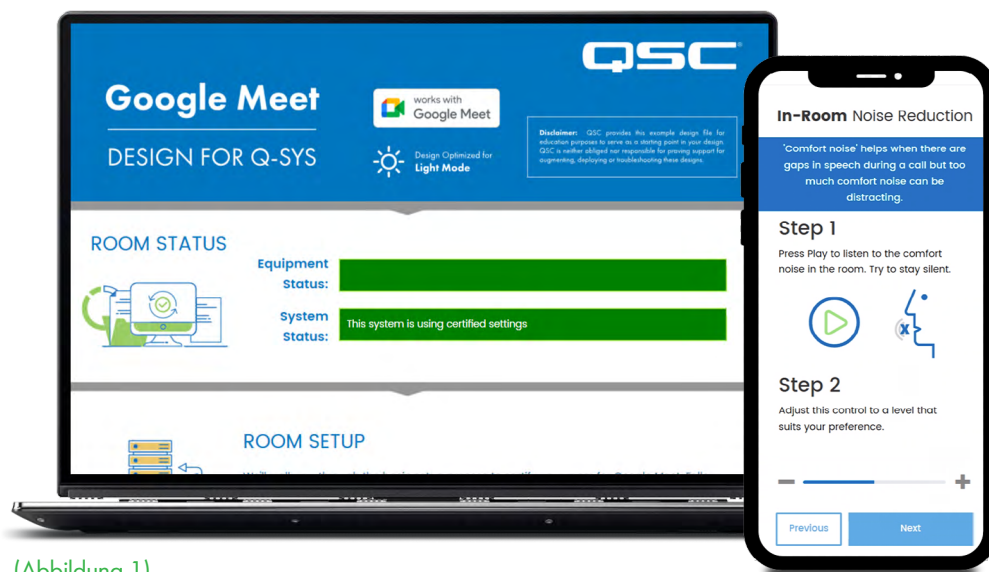 QSC
Google Meet
DESIGN FOR Q-SYS
works with
Google Meet
Design Optimized for
Light Mode
Disclaimer: QSC provides this example design file for
education purposes to serve as a starting point in your design.
QSC is neither obliged nor responsible for proving support for
augmenting, deploying or troubleshooting these designs.
ROOM STATUS
Equipment
Status:
System
Status:
This system is using certified settings
ROOM SETUP
In-Room Noise Reduction
'Comfort noise' helps when there are
gaps in speech during a call but too
much comfort noise can be
distracting.
Step 1
Press Play to listen to the comfort
noise in the room. Try to stay silent.
x
Step 2
Adjust this control to a level that
suits your preference.
Previous
Next
(Abbildung 1)